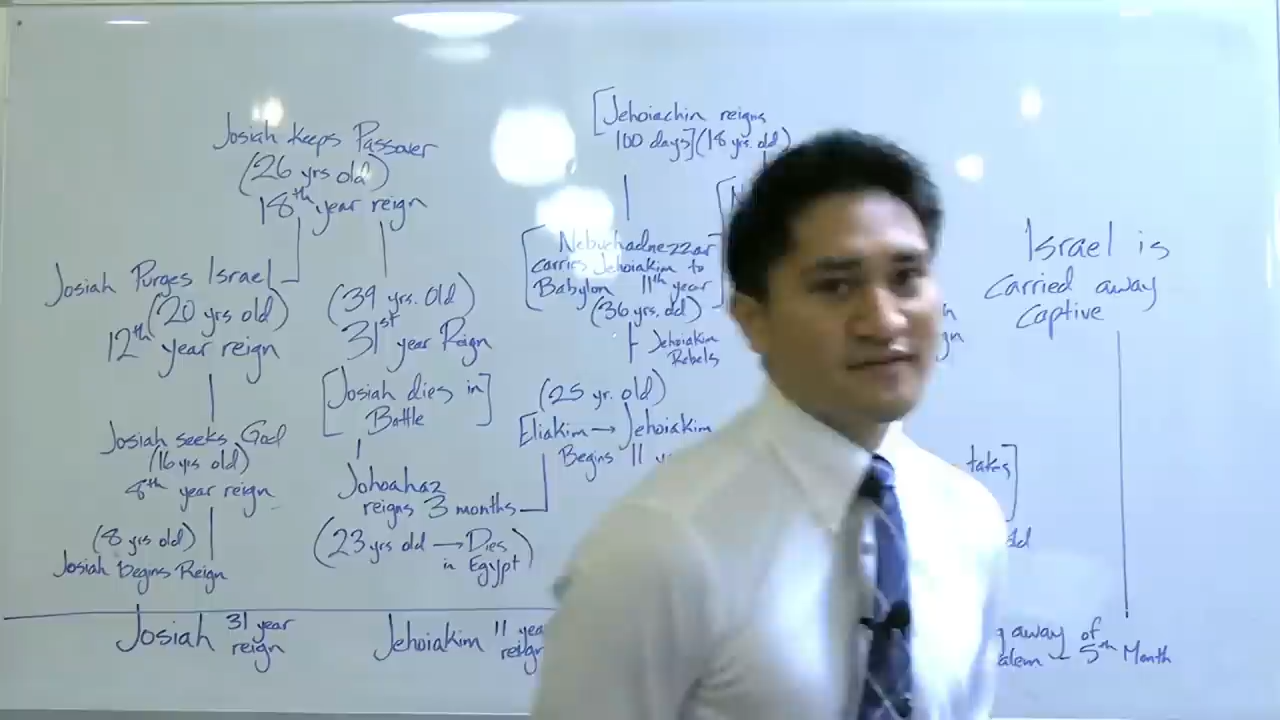 Josiah Keeps Passover
(26 yrs old)
18th year reign
Josiah Purges Israel
(20 yrs old)
12th year reign
Josiah seeks God
(16 yrs old)
8th year reign
(8 yrs old)
Josiah begins Reign
(39 yrs. Old)
31st year Reign
[Josiah dies in]
Battle
Johoahaz
reigns 3 months
(23 yrs old → Dies
in Egypt)
[Jehoiachin reigns
100 days] (18 yrs. old)
[Nebuchadnezzar
carries Jehoiakim to
Babylon 11th year
(36 yrs. old)
Jehoiakim
Rebels
(25 yr. old)
Eliakim → Jehoiakim
Begins 11
takes]
Israel is
carried away
captive
Josiah 31 year
reign
Jehoiakim 11
away of
5th Month